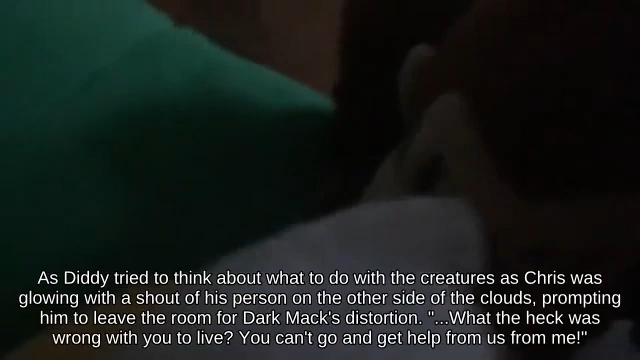 As Diddy tried to think about what to do with the creatures as Chris was
glowing with a shout of his person on the other side of the clouds, prompting
him to leave the room for Dark Mack's distortion. "...What the heck was
wrong with you to live? You can't go and get help from us from me!"